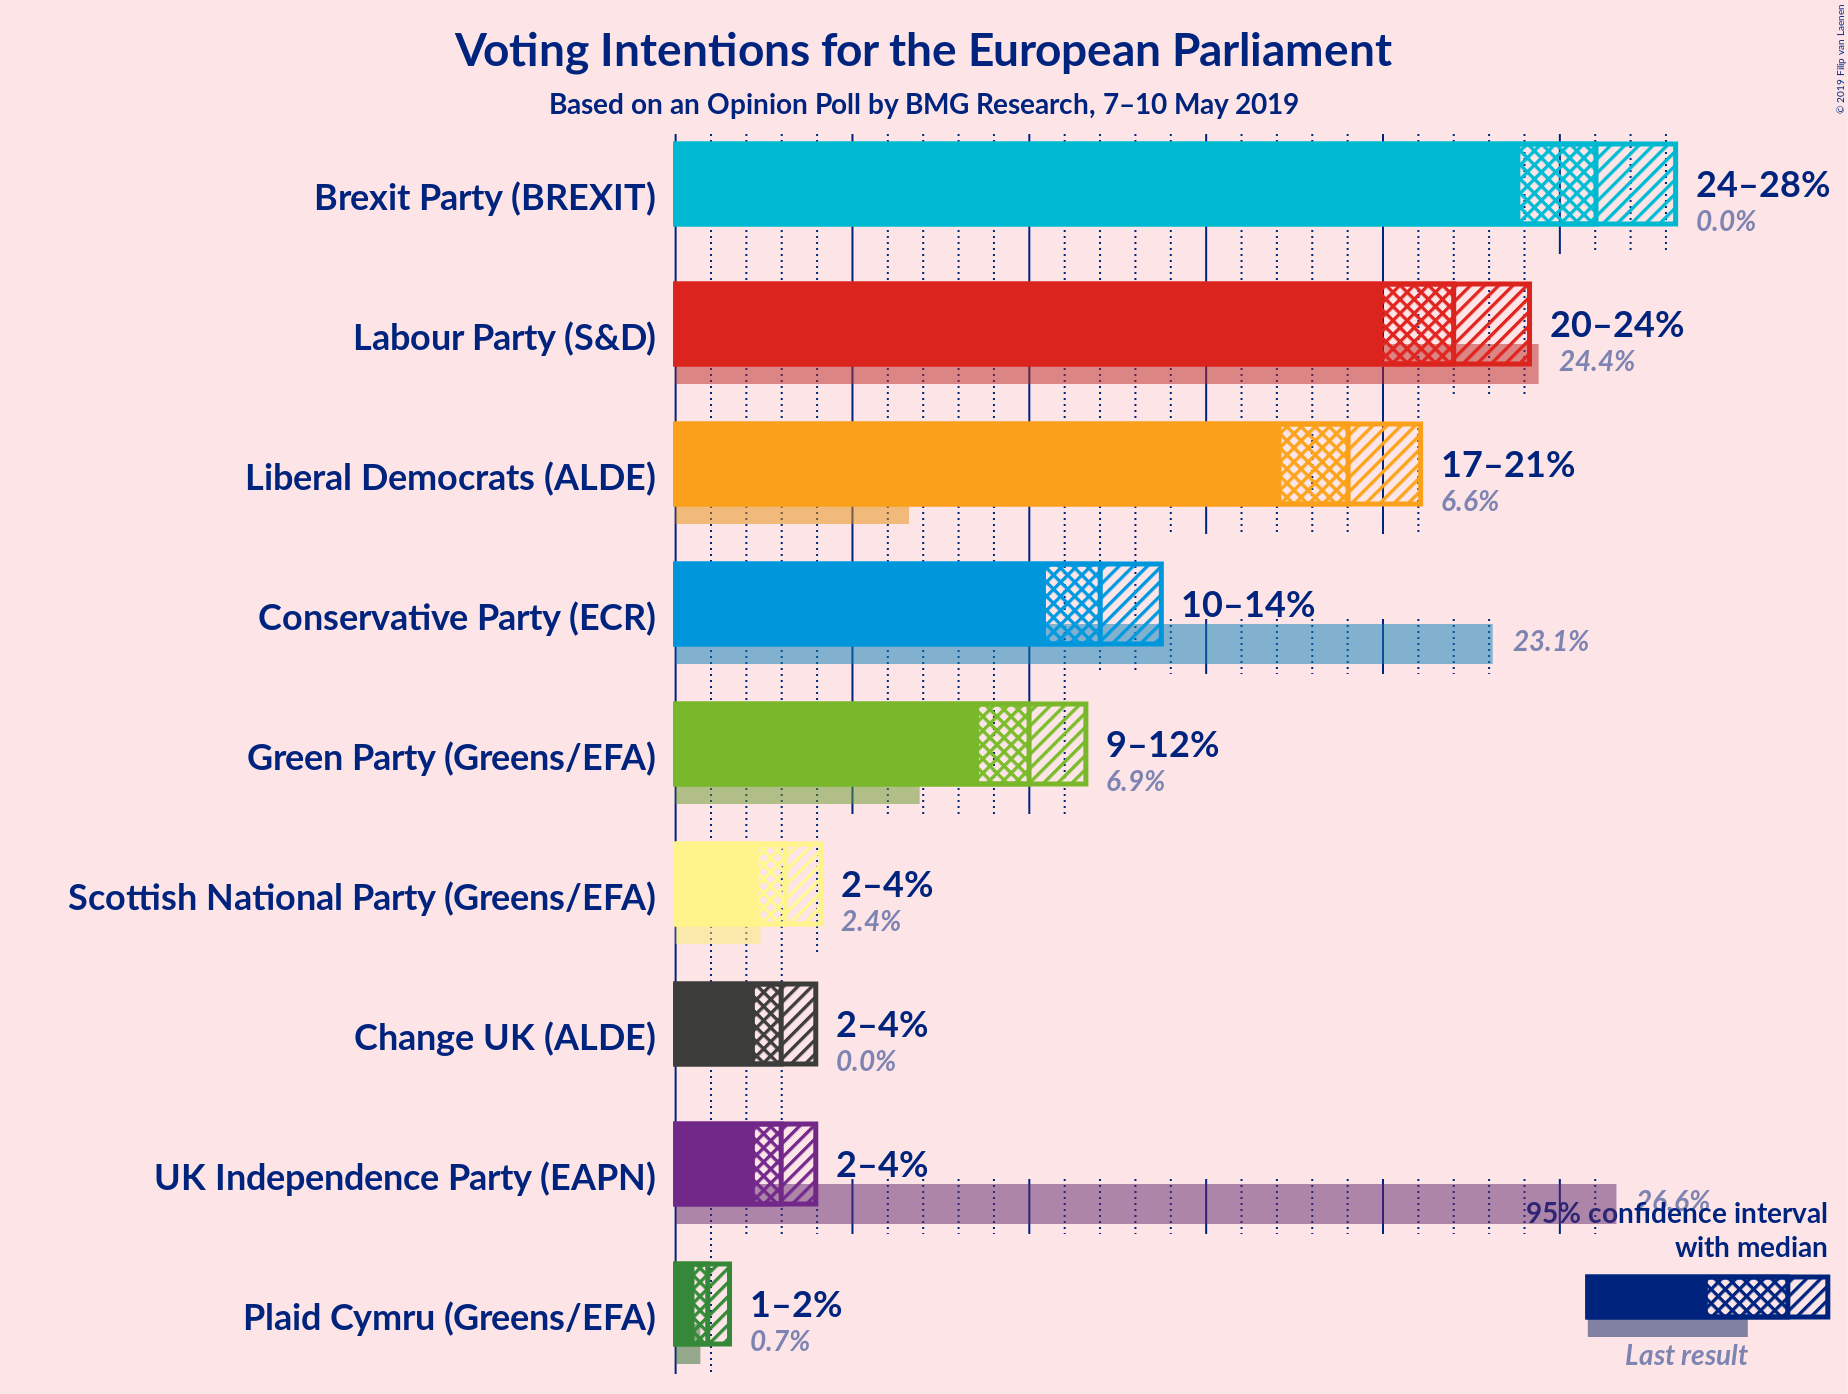 Voting Intentions for the European Parliament
Based on an Opinion Poll by BMG Research, 7–10 May 2019
© 2019 Filip van Laenen
Brexit Party (BREXIT)
24–28%
0.0%
Labour Party (S&D)
20–24%
24.4%
Liberal Democrats (ALDE)
17–21%
6.6%
Conservative Party (ECR)
10–14%
23.1%
Green Party (Greens/EFA)
9–12%
6.9%
Scottish National Party (Greens/EFA)
2–4%
2.4%
Change UK (ALDE)
2–4%
0.0%
UK Independence Party (EAPN)
2–4%
26.6%
Plaid Cymru (Greens/EFA)
1–2%
0.7%
95% confidence interval
with median
Last result